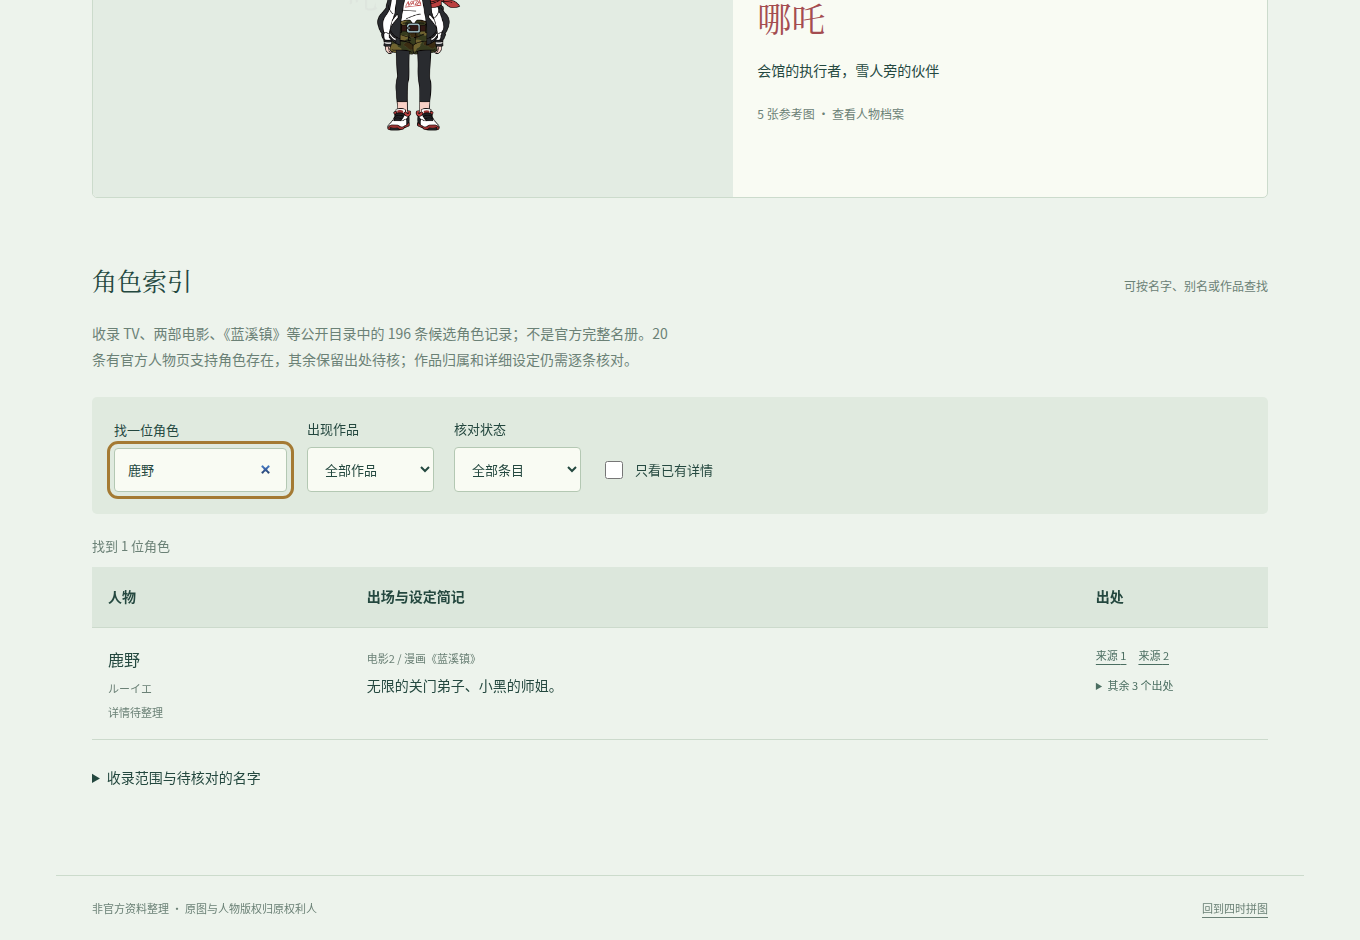 哪吒
会馆的执行者，雪人旁的伙伴
5 张参考图 · 查看人物档案
角色索引
可按名字、别名或作品查找
收录 TV、两部电影、《蓝溪镇》等公开目录中的 196 条候选角色记录；不是官方完整名册。20
条有官方人物页支持角色存在，其余保留出处待核；作品归属和详细设定仍需逐条核对。
找一位角色
出现作品
核对状态
鹿野
全部作品
全部条目
只看已有详情
找到 1 位角色
人物
出场与设定简记
出处
鹿野
ルーイエ
详情待整理
电影2 / 漫画《蓝溪镇》
无限的关门弟子、小黑的师姐。
来源 1 来源 2
其余 3 个出处
收录范围与待核对的名字
非官方资料整理 · 原图与人物版权归原权利人
回到四时拼图